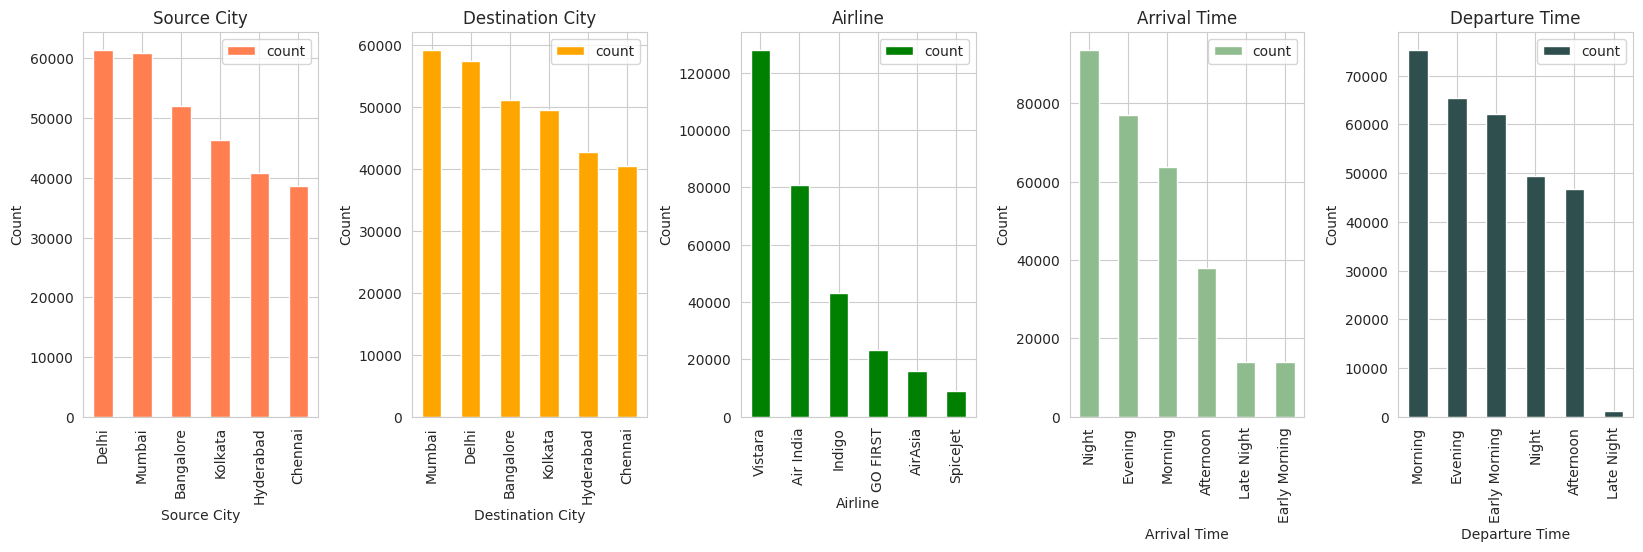 Source City
count
60000
50000
40000
30000
20000
10000
0
Count
Delhi
Mumbai
Bangalore
Kolkata
Hyderabad
Chennai
Source City
Destination City
count
60000
50000
40000
30000
20000
10000
0
Count
Mumbai
Delhi
Bangalore
Kolkata
Hyderabad
Chennai
Destination City
Airline
count
120000
100000
80000
60000
40000
20000
0
Count
Vistara
Air India
Indigo
GO FIRST
AirAsia
SpiceJet
Airline
Arrival Time
count
80000
60000
40000
20000
0
Count
Night
Evening
Morning
Afternoon
Late Night
Early Morning
Arrival Time
Departure Time
count
70000
60000
50000
40000
30000
20000
10000
0
Count
Morning
Evening
Early Morning
Night
Afternoon
Late Night
Departure Time